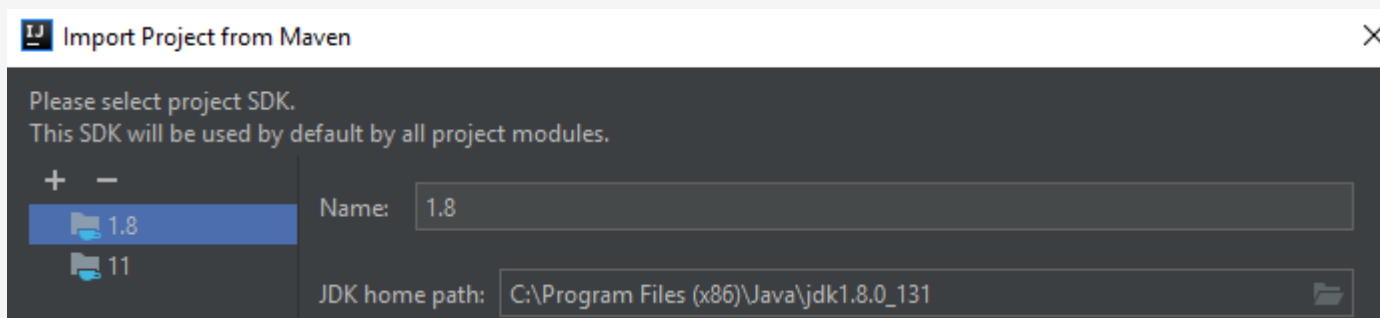 IJ
Import Project from Maven
Please select project SDK.
This SDK will be used by default by all project modules.
1.8
11
Name: 1.8
JDK home path: C:\Program Files (x86)\Java\jdk1.8.0_131